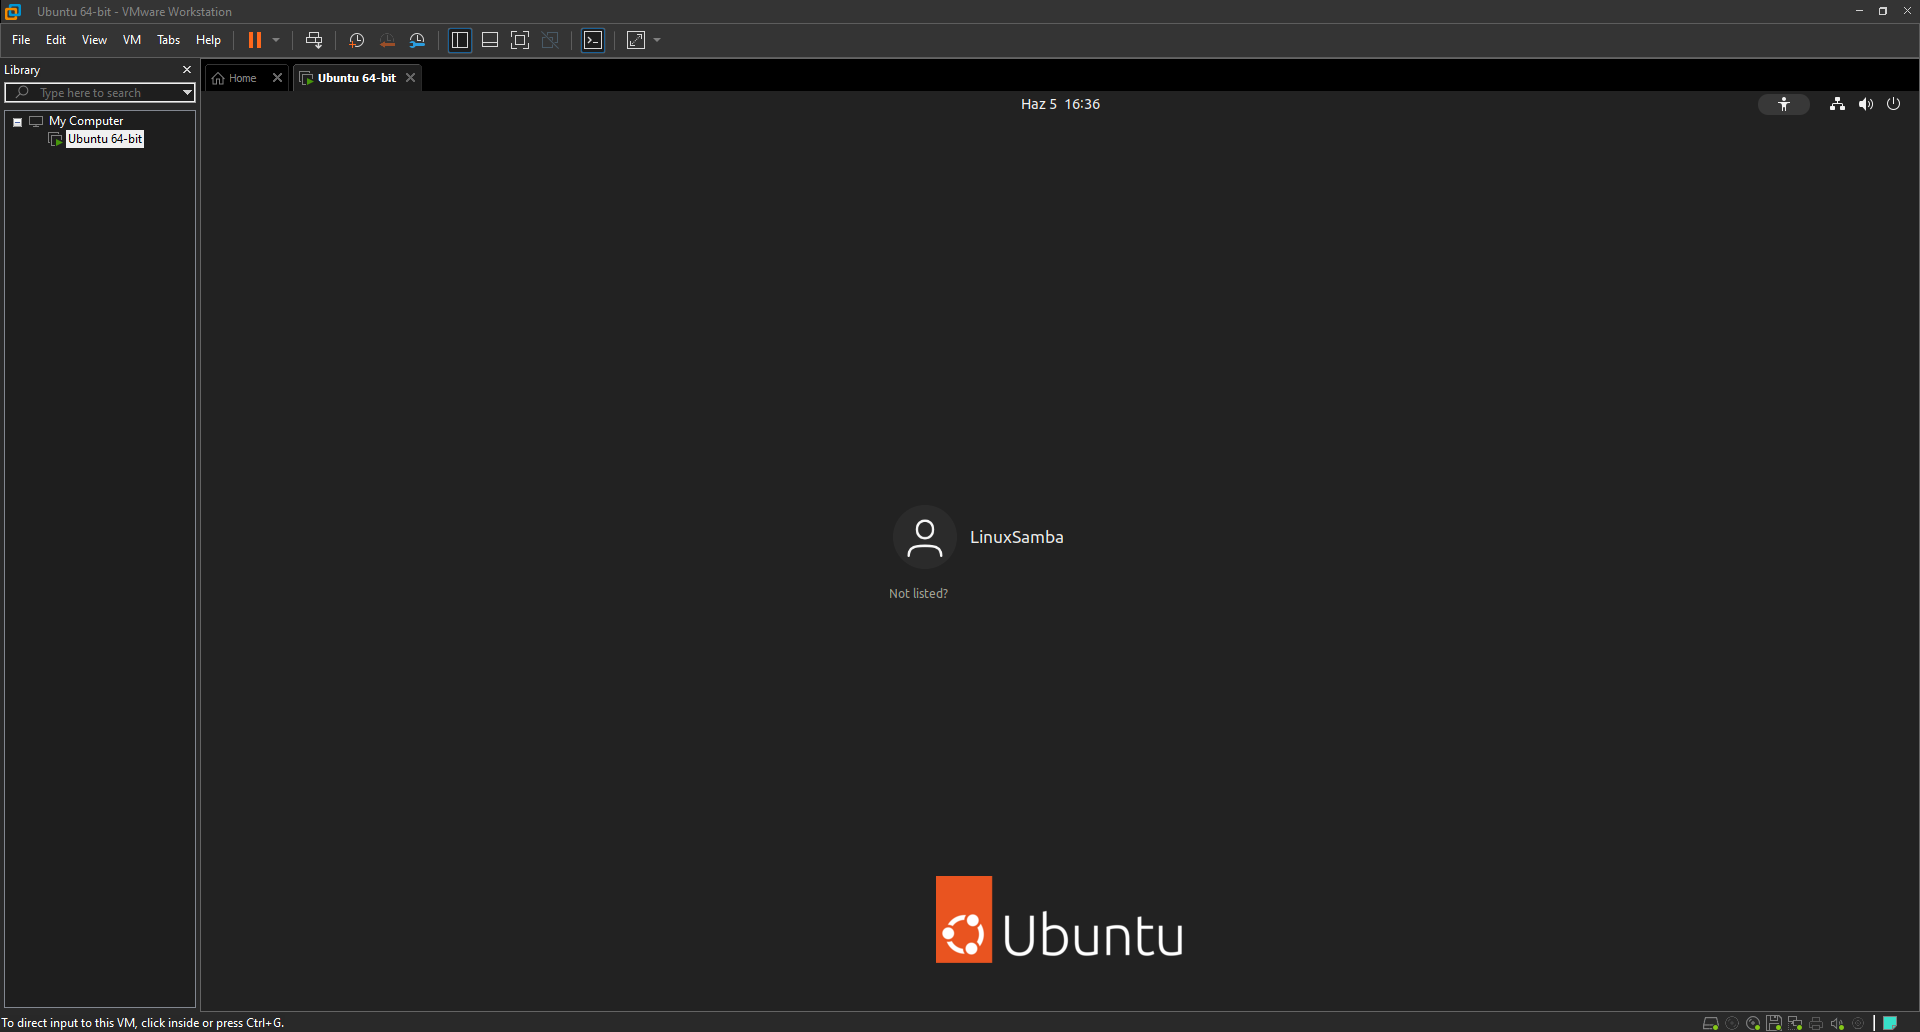 Ubuntu 64-bit - VMware Workstation
File Edit View VM Tabs Help
Library
Type here to search
My Computer
Ubuntu 64-bit
Home
Ubuntu 64-bit
Haz 5 16:36
LinuxSamba
Not listed?
Ubuntu
To direct input to this VM, click inside or press Ctrl+G.